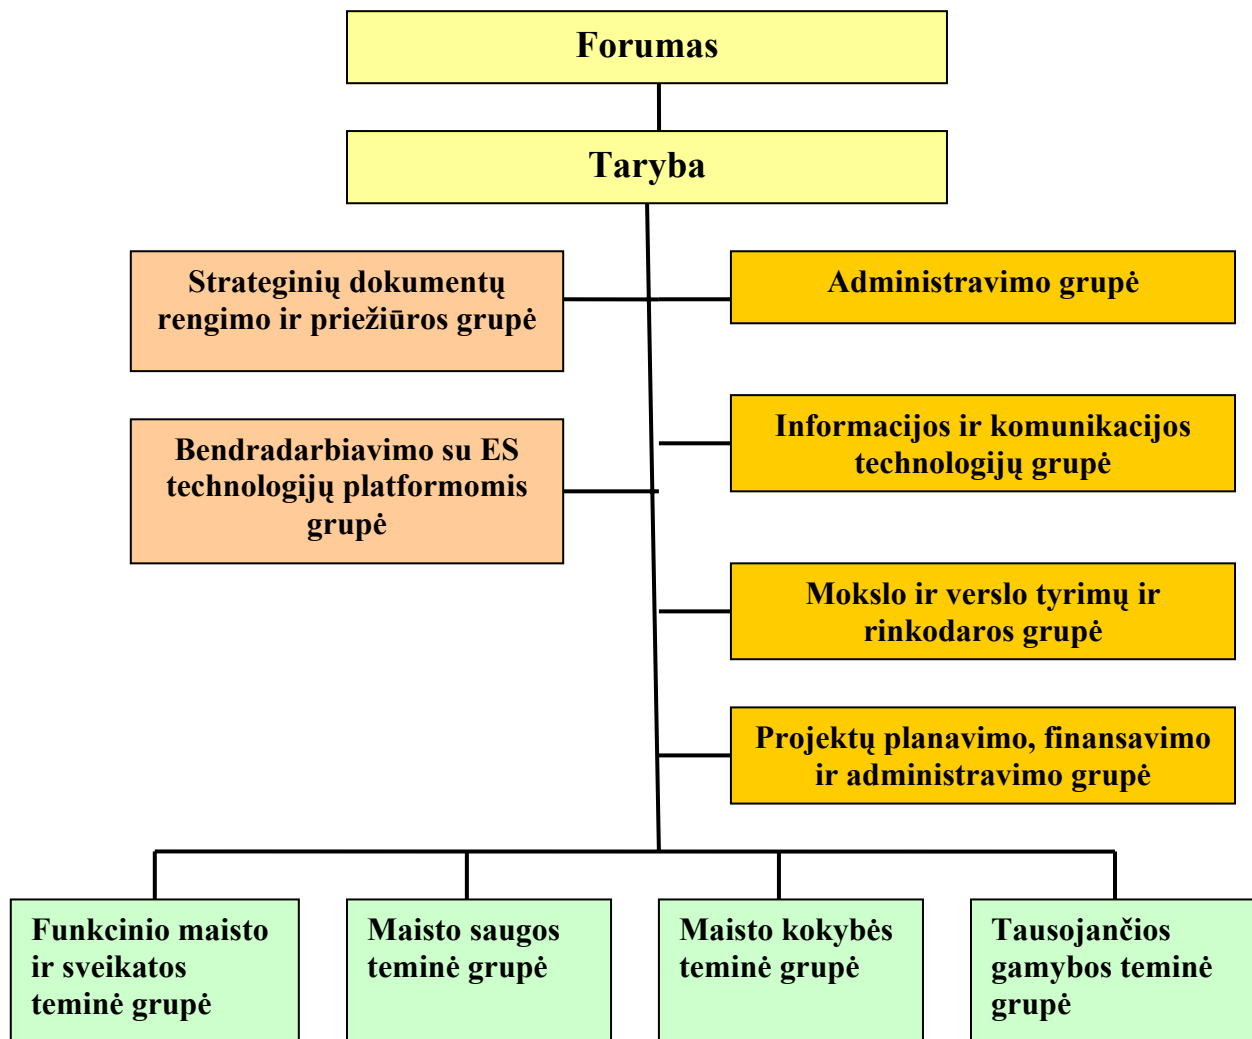 Forumas
Taryba
Strateginių dokumentų
rengimo ir priežiūros grupė
Administravimo grupė
Bendradarbiavimo su ES
technologijų platformomis
grupė
Informacijos ir komunikacijos
technologijų grupė
Mokslo ir verslo tyrimų ir
rinkodaros grupė
Projektų planavimo, finansavimo
ir administravimo grupė
Funkcinio maisto
ir sveikatos
teminė grupė
Maisto saugos
teminė grupė
Maisto kokybės
teminė grupė
Tausojančios
gamybos teminė
grupė